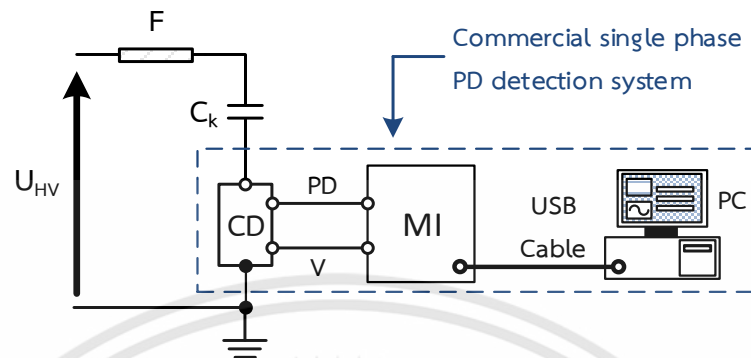 F
Commercial single phase
PD detection system
Ck
UHV
CD
PD
V
MI
USB
Cable
PC